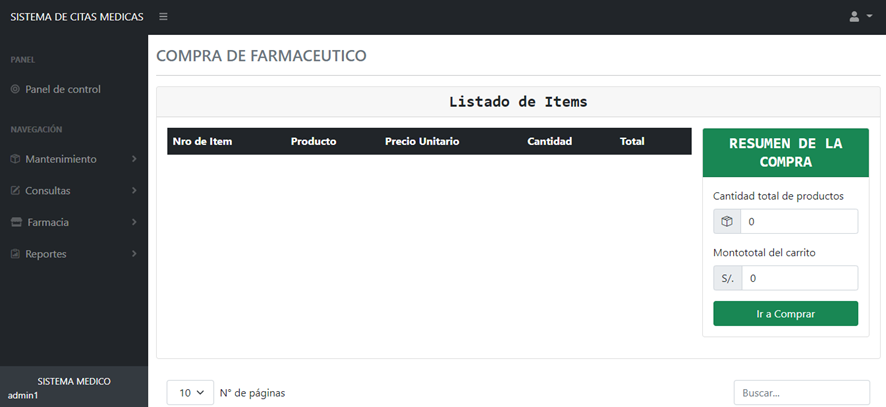 SISTEMA DE CITAS MEDICAS
PANEL
Panel de control
NAVEGACIÓN
Mantenimiento
Consultas
Farmacia
Reportes
SISTEMA MEDICO
admin1
COMPRA DE FARMACEUTICO
Listado de Items
Nro de Item Producto Precio Unitario Cantidad Total
RESUMEN DE LA
COMPRA
Cantidad total de productos
0
Montototal del carrito
S/. 0
Ir a Comprar
10 N° de páginas
Buscar...